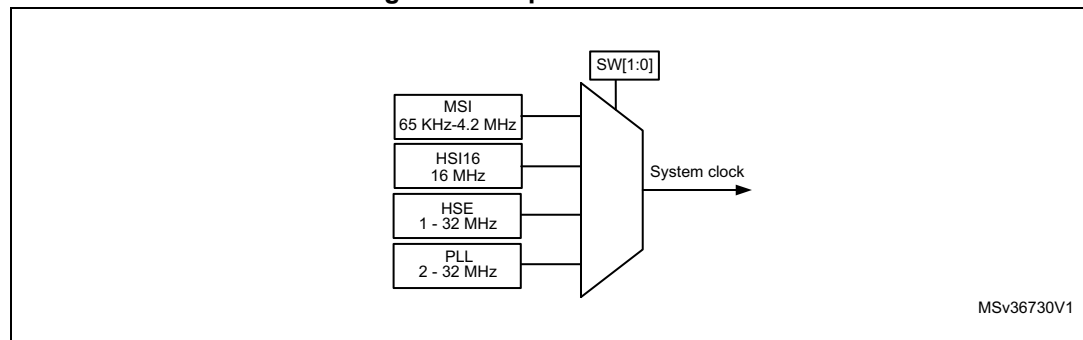 SW[1:0]
MSI
65 KHz-4.2 MHz
HSI16
16 MHz
System clock
HSE
1 - 32 MHz
PLL
2 - 32 MHz
MSv36730V1